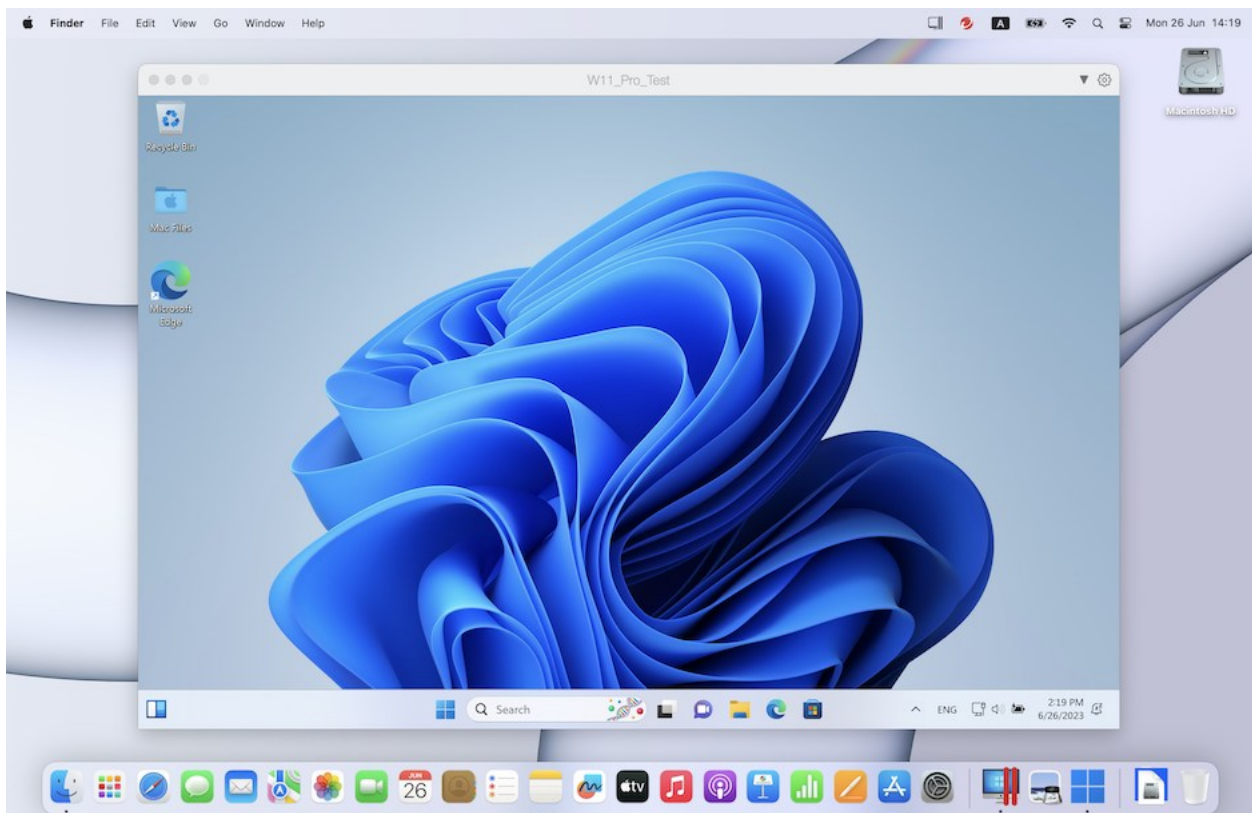 Finder File Edit View Go Window Help
A
Mon 26 Jun 14:19
W11_Pro_Test
Macintosh HD
Recycle Bin
Mac Files
Microsoft
Edge
Search
ENG
2:19 PM
6/26/2023
JUN
26
tv